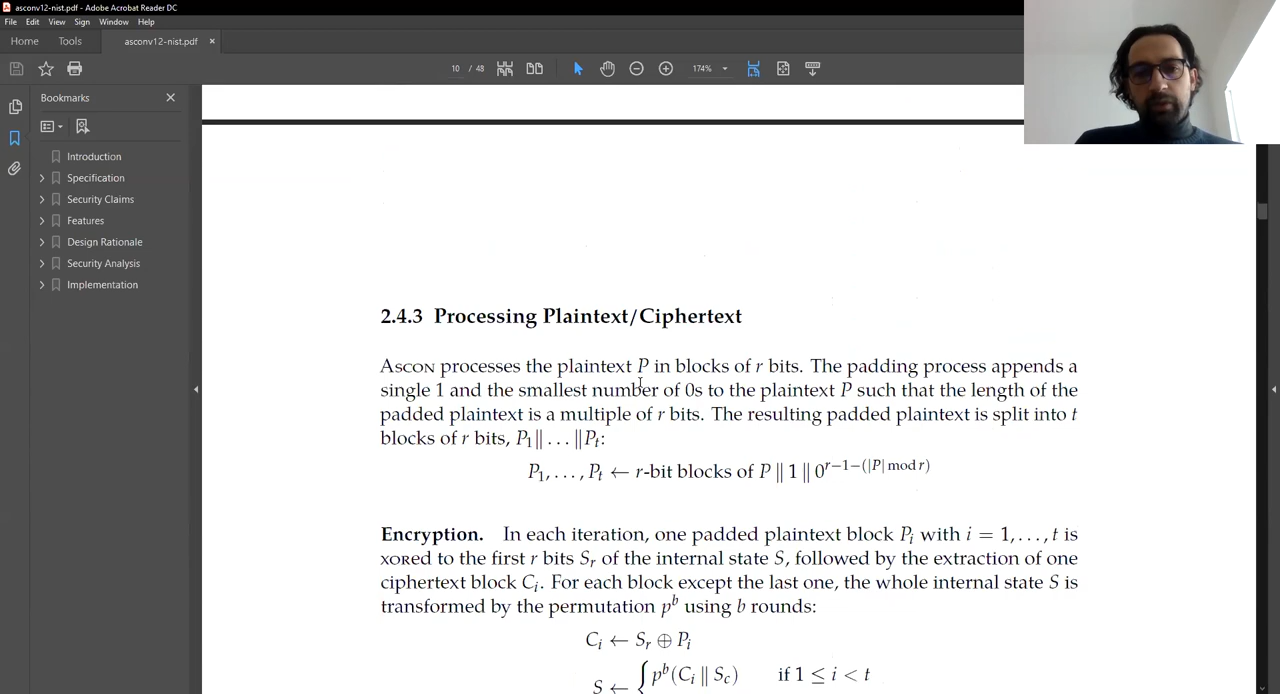 asconv12-nist.pdf - Adobe Acrobat Reader DC
File Edit View Sign Window Help
Home Tools asconv12-nist.pdf ×
10 / 48 174%
Bookmarks
Introduction
Specification
Security Claims
Features
Design Rationale
Security Analysis
Implementation
2.4.3 Processing Plaintext/Ciphertext
ASCON processes the plaintext P in blocks of r bits. The padding process appends a
single 1 and the smallest number of 0s to the plaintext P such that the length of the
padded plaintext is a multiple of r bits. The resulting padded plaintext is split into t
blocks of r bits, P₁‖…‖Pₜ:
P₁, …, Pₜ ← r-bit blocks of P ‖ 1 ‖ 0^{r−1−(|P| mod r)}
Encryption. In each iteration, one padded plaintext block Pᵢ with i = 1, …, t is
XORed to the first r bits Sᵣ of the internal state S, followed by the extraction of one
ciphertext block Cᵢ. For each block except the last one, the whole internal state S is
transformed by the permutation pᵇ using b rounds:
Cᵢ ← Sᵣ ⊕ Pᵢ
S ← { pᵇ(Cᵢ ‖ S_c) if 1 ≤ i < t